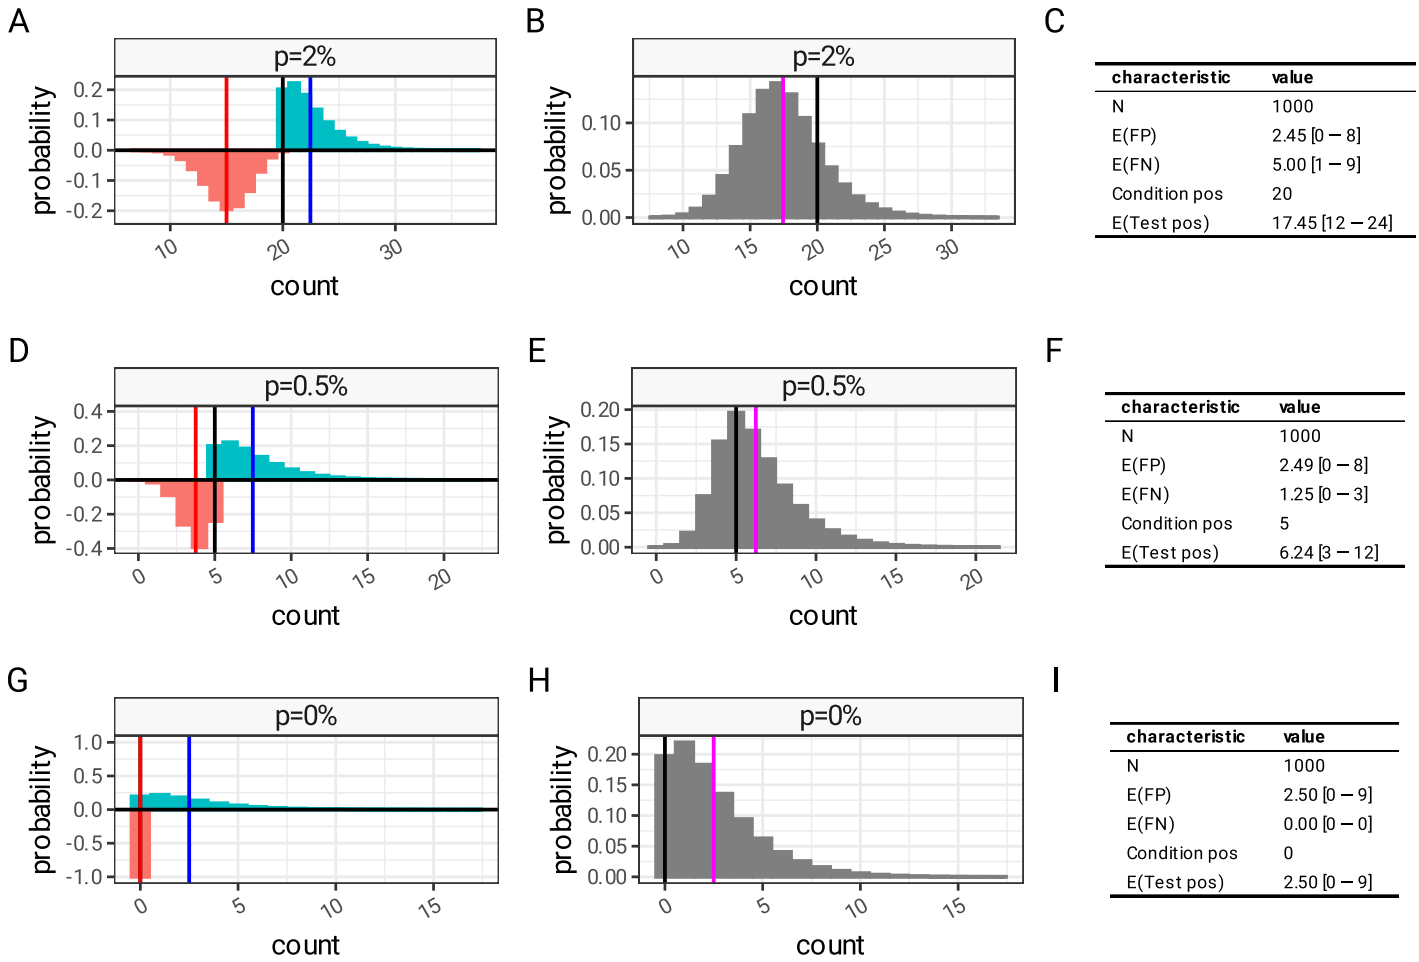 A
p=2%
probability
0.2
0.1
0.0
-0.1
-0.2
10
20
30
count
B
p=2%
probability
0.10
0.05
0.00
10
15
20
25
30
count
C
characteristic value
N 1000
E(FP) 2.45 [0 – 8]
E(FN) 5.00 [1 – 9]
Condition pos 20
E(Test pos) 17.45 [12 – 24]
D
p=0.5%
probability
0.4
0.2
0.0
-0.2
-0.4
0
5
10
15
20
count
E
p=0.5%
probability
0.20
0.15
0.10
0.05
0.00
0
5
10
15
20
count
F
characteristic value
N 1000
E(FP) 2.49 [0 – 8]
E(FN) 1.25 [0 – 3]
Condition pos 5
E(Test pos) 6.24 [3 – 12]
G
p=0%
probability
1.0
0.5
0.0
-0.5
-1.0
0
5
10
15
count
H
p=0%
probability
0.20
0.15
0.10
0.05
0.00
0
5
10
15
count
I
characteristic value
N 1000
E(FP) 2.50 [0 – 9]
E(FN) 0.00 [0 – 0]
Condition pos 0
E(Test pos) 2.50 [0 – 9]